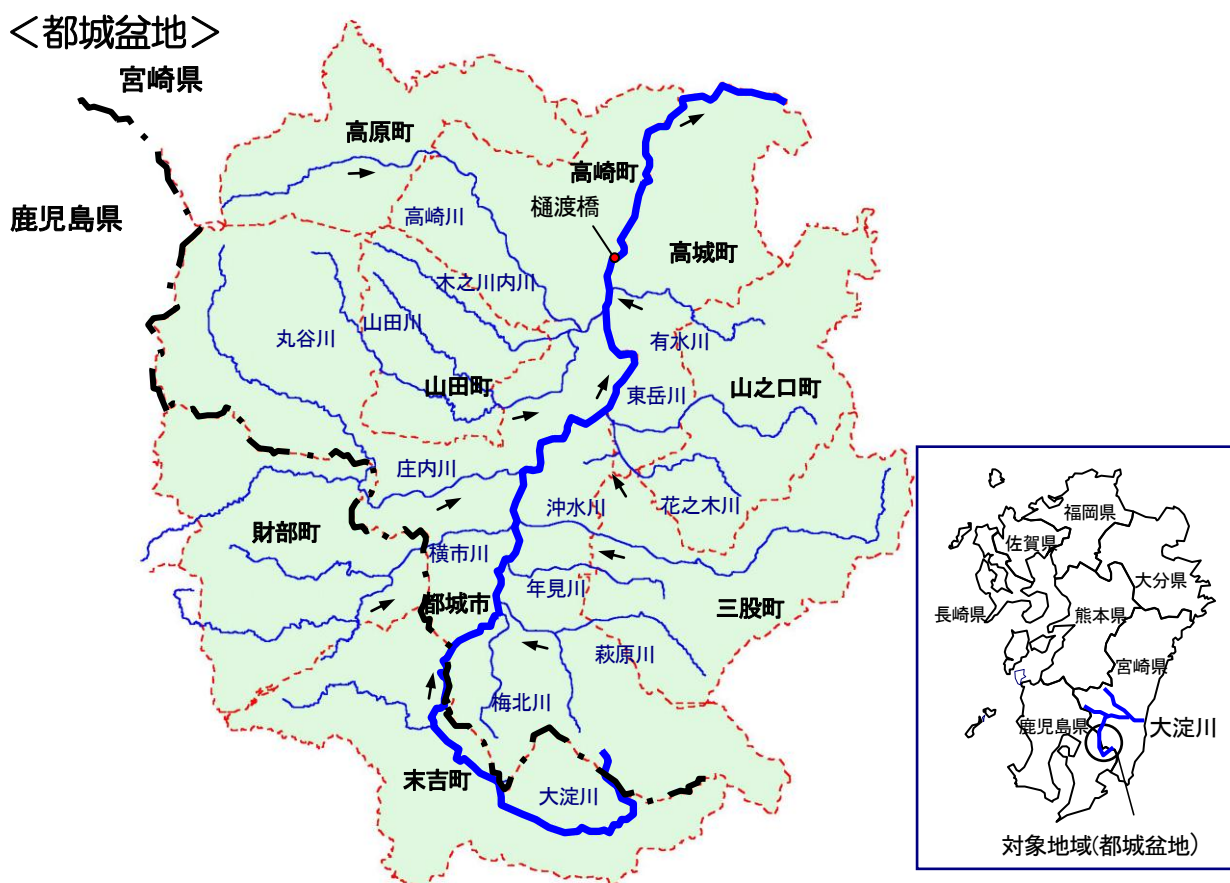 ＜都城盆地＞
宮崎県
高原町
高崎町
鹿児島県
高崎川
樋渡橋
高城町
木之川内川
山田川
丸谷川
有水川
山田町
東岳川
山之口町
庄内川
沖水川
花之木川
財部町
横市川
年見川
都城市
三股町
萩原川
梅北川
末吉町
大淀川
福岡県
佐賀県
大分県
長崎県
熊本県
宮崎県
鹿児島県
大淀川
対象地域(都城盆地)